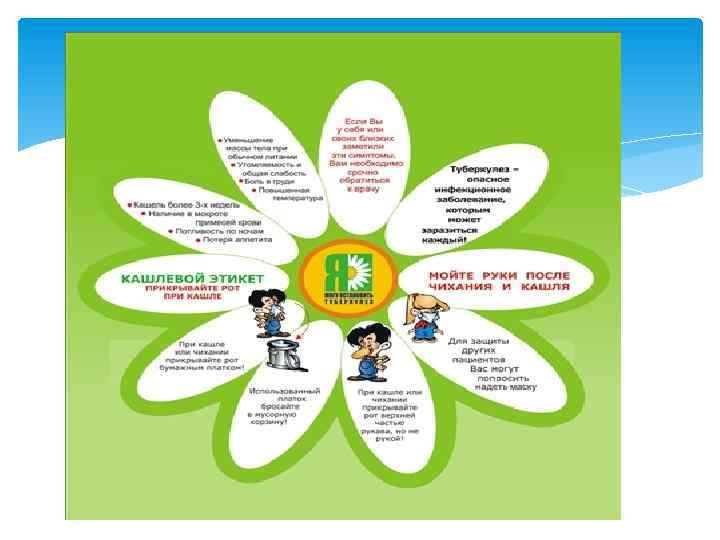 Если Вы
у себя или
своих близких
заметили
эти симптомы,
Вам необходимо
срочно
обратиться
к врачу
Туберкулез –
опасное
инфекционное
заболевание,
которым
может
заразиться
каждый!
МОЙТЕ РУКИ ПОСЛЕ
ЧИХАНИЯ И КАШЛЯ
Для защиты
других
пациентов
Вас могут
попросить
надеть маску
При кашле или
чихании
прикрывайте
рот верхней
частью
рукава, но не
рукой!
Использованный
платок
бросайте
в мусорную
корзину!
При кашле
или чихании
прикрывайте рот
бумажным платком!
КАШЛЕВОЙ ЭТИКЕТ
ПРИКРЫВАЙТЕ РОТ
ПРИ КАШЛЕ
Кашель более 3-х недель
Наличие в мокроте
примесей крови
Потливость по ночам
Потеря аппетита
Уменьшение
массы тела при
обычном питании
Утомляемость и
общая слабость
Боль в груди
Повышенная
температура
Я
МОГУ ОСТАНОВИТЬ
ТУБЕРКУЛЕЗ